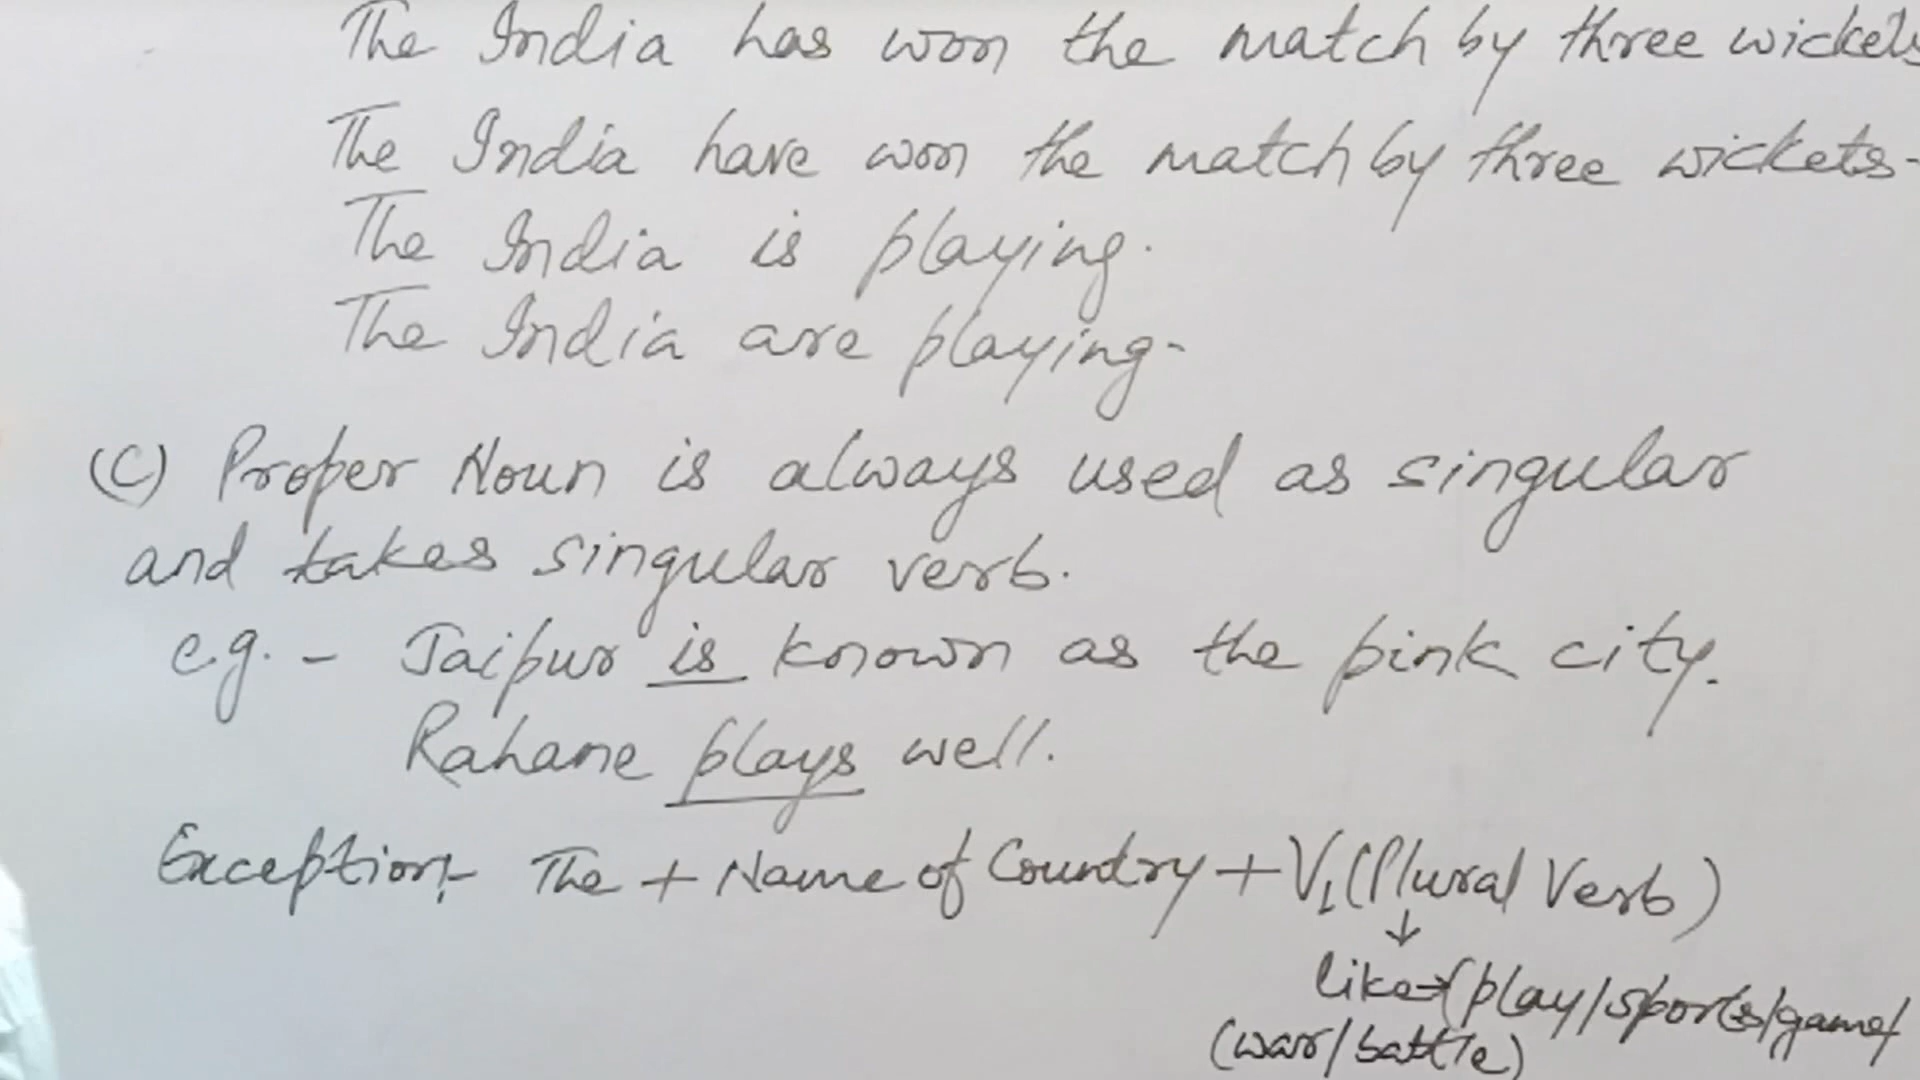 The India has won the match by three wickets
The India have won the match by three wickets-
The India is playing.
The India are playing-
(C) Proper Noun is always used as singular
and takes singular verb.
e.g. - Jaipur is known as the pink city.
Rahane plays well.
Exception:- The + Name of Country + V1 (Plural Verb)
↓
like→(play/sports/game/
(war/battle)